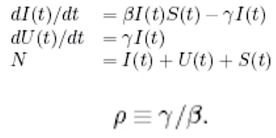 dI(t)/dt = βI(t)S(t) − γI(t)
dU(t)/dt = γI(t)
N = I(t) + U(t) + S(t)
ρ ≡ γ/β.